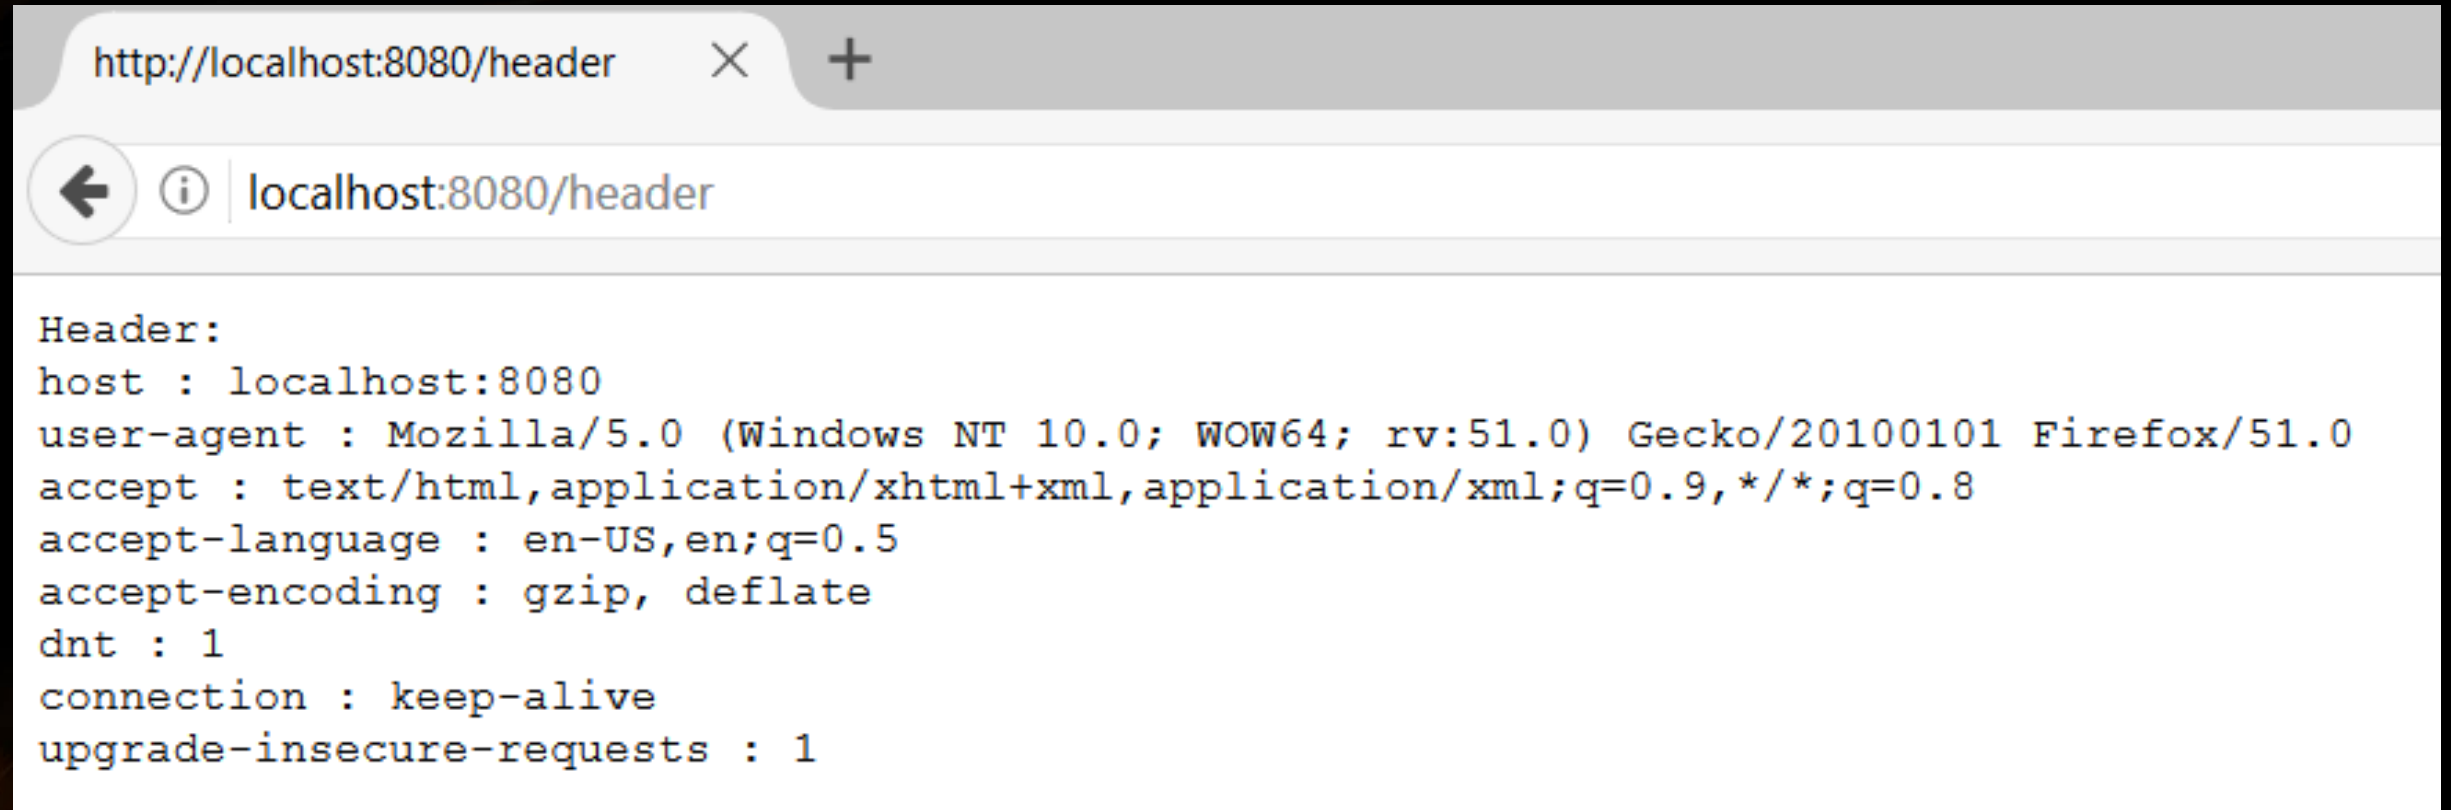 http://localhost:8080/header
localhost:8080/header
Header:
host : localhost:8080
user-agent : Mozilla/5.0 (Windows NT 10.0; WOW64; rv:51.0) Gecko/20100101 Firefox/51.0
accept : text/html,application/xhtml+xml,application/xml;q=0.9,*/*;q=0.8
accept-language : en-US,en;q=0.5
accept-encoding : gzip, deflate
dnt : 1
connection : keep-alive
upgrade-insecure-requests : 1